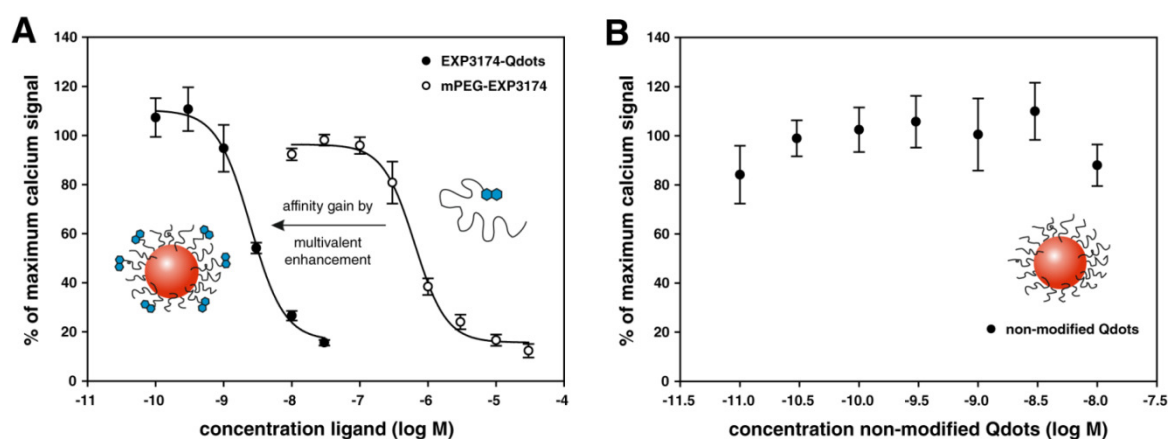 A
% of maximum calcium signal
140
120
100
80
60
40
20
0
EXP3174-Qdots
mPEG-EXP3174
affinity gain by
multivalent
enhancement
-11 -10 -9 -8 -7 -6 -5 -4
concentration ligand (log M)
B
% of maximum calcium signal
140
120
100
80
60
40
20
0
non-modified Qdots
-11.5 -11.0 -10.5 -10.0 -9.5 -9.0 -8.5 -8.0 -7.5
concentration non-modified Qdots (log M)